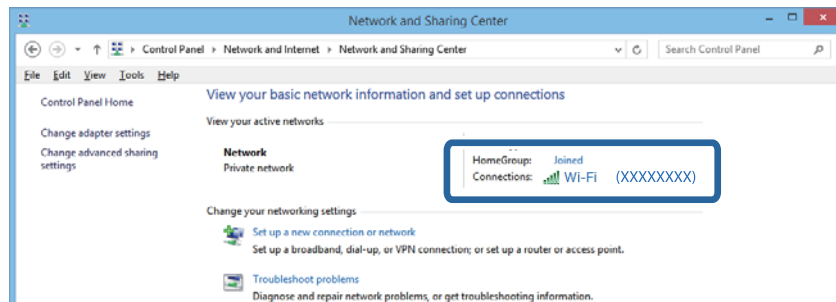 Network and Sharing Center
Control Panel Network and Internet Network and Sharing Center Search Control Panel
File Edit View Tools Help
Control Panel Home
Change adapter settings
Change advanced sharing
settings
View your basic network information and set up connections
View your active networks
Network
Private network
HomeGroup: Joined
Connections: Wi-Fi (XXXXXXXX)
Change your networking settings
Set up a new connection or network
Set up a broadband, dial-up, or VPN connection; or set up a router or access point.
Troubleshoot problems
Diagnose and repair network problems, or get troubleshooting information.